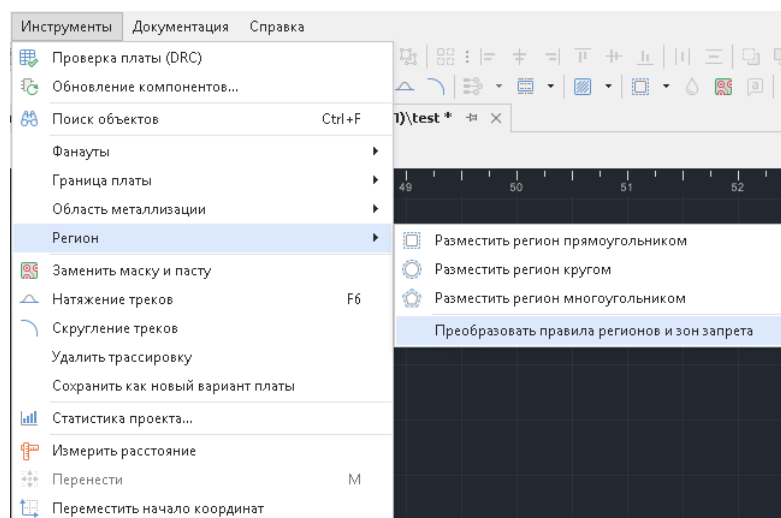 Инструменты Документация Справка
Проверка платы (DRC)
Обновление компонентов...
Поиск объектов Ctrl+F
\test *
Фанауты
Граница платы
49 50 51 52
Область металлизации
Регион
Разместить регион прямоугольником
Заменить маску и пасту
Разместить регион кругом
Натяжение треков F6
Разместить регион многоугольником
Скругление треков
Преобразовать правила регионов и зон запрета
Удалить трассировку
Сохранить как новый вариант платы
Статистика проекта...
Измерить расстояние
Перенести M
Переместить начало координат